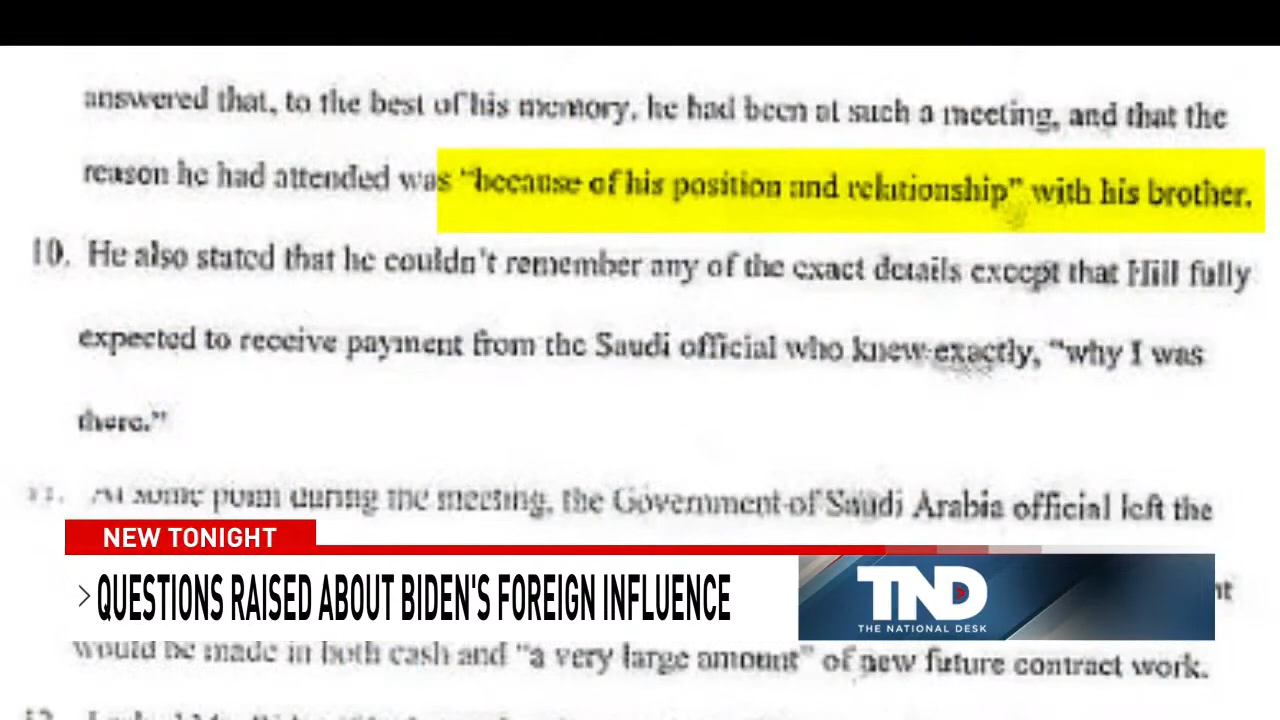 answered that, to the best of his memory, he had been at such a meeting, and that the
reason he had attended was "because of his position and relationship" with his brother.
10. He also stated that he couldn't remember any of the exact details except that Hill fully
expected to receive payment from the Saudi official who knew exactly, "why I was
there."
11. At some point during the meeting, the Government of Saudi Arabia official left the
NEW TONIGHT
QUESTIONS RAISED ABOUT BIDEN'S FOREIGN INFLUENCE
TND
THE NATIONAL DESK
would be made in both cash and "a very large amount" of new future contract work.